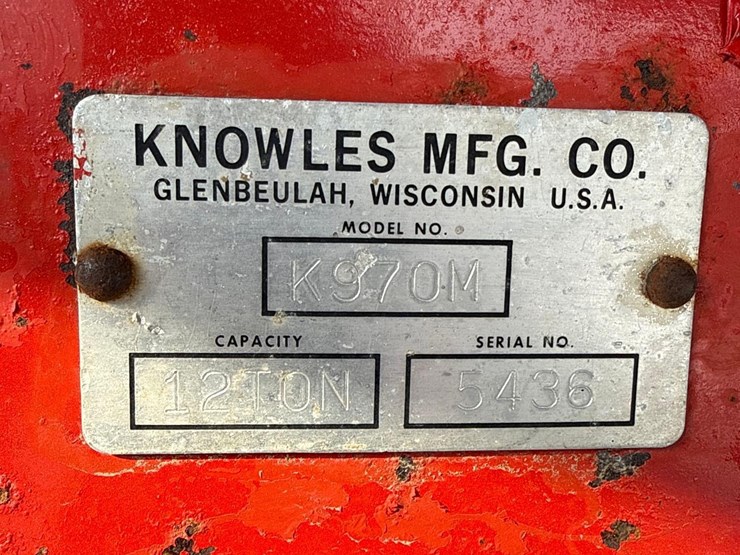 KNOWLES MFG. CO.
GLENBEULAH, WISCONSIN U.S.A.
MODEL NO.
K970M
CAPACITY SERIAL NO.
12TON 5436